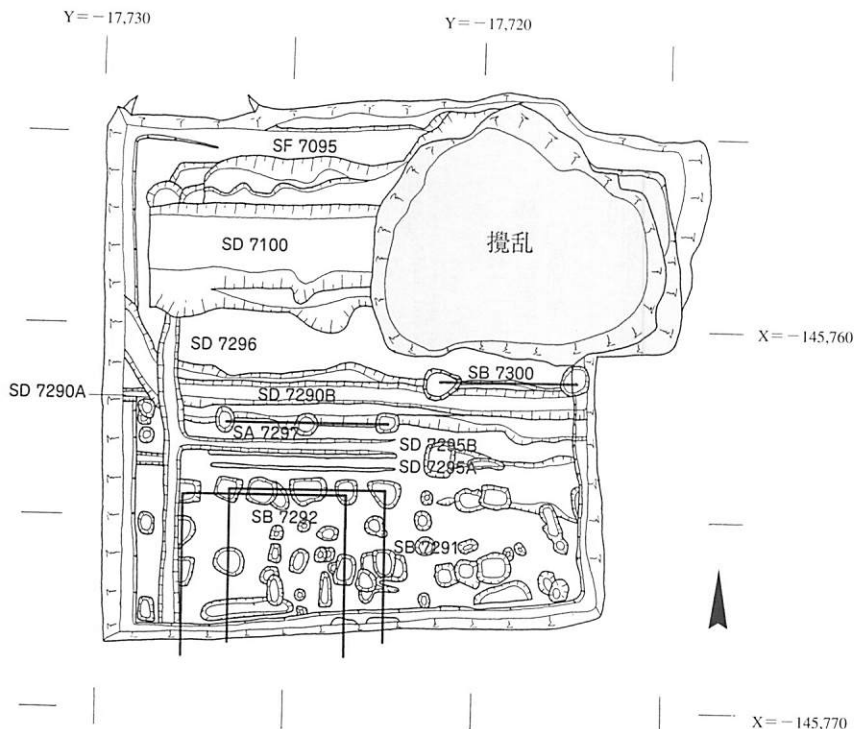 Y=－17,730
Y=－17,720
SF 7095
SD 7100
攪乱
X=－145,760
SD 7296
SB 7300
SD 7290A
SD 7290B
SA 7297
SD 7295B
SD 7295A
SB 7292
SB 7291
X=－145,770